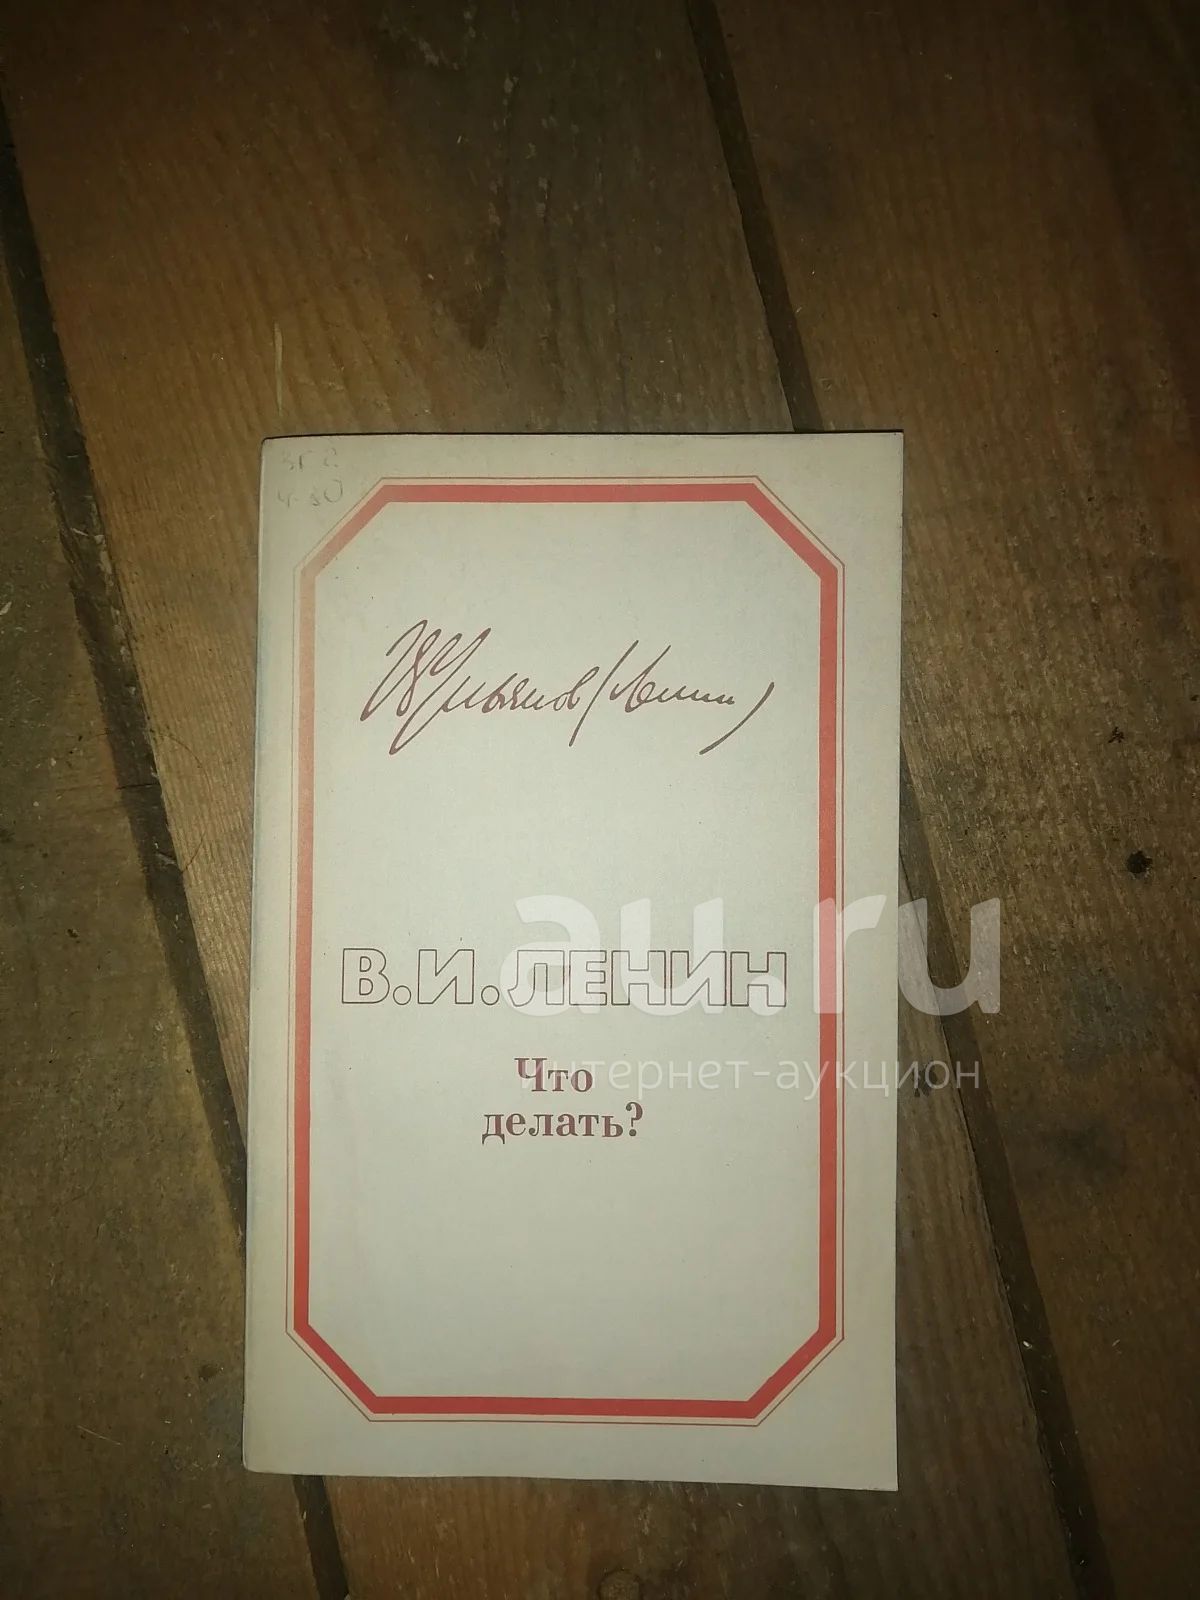 В Ульянов (Ленин)
au.ru
В.И.ЛЕНИН
интернет-аукцион
Что
делать?